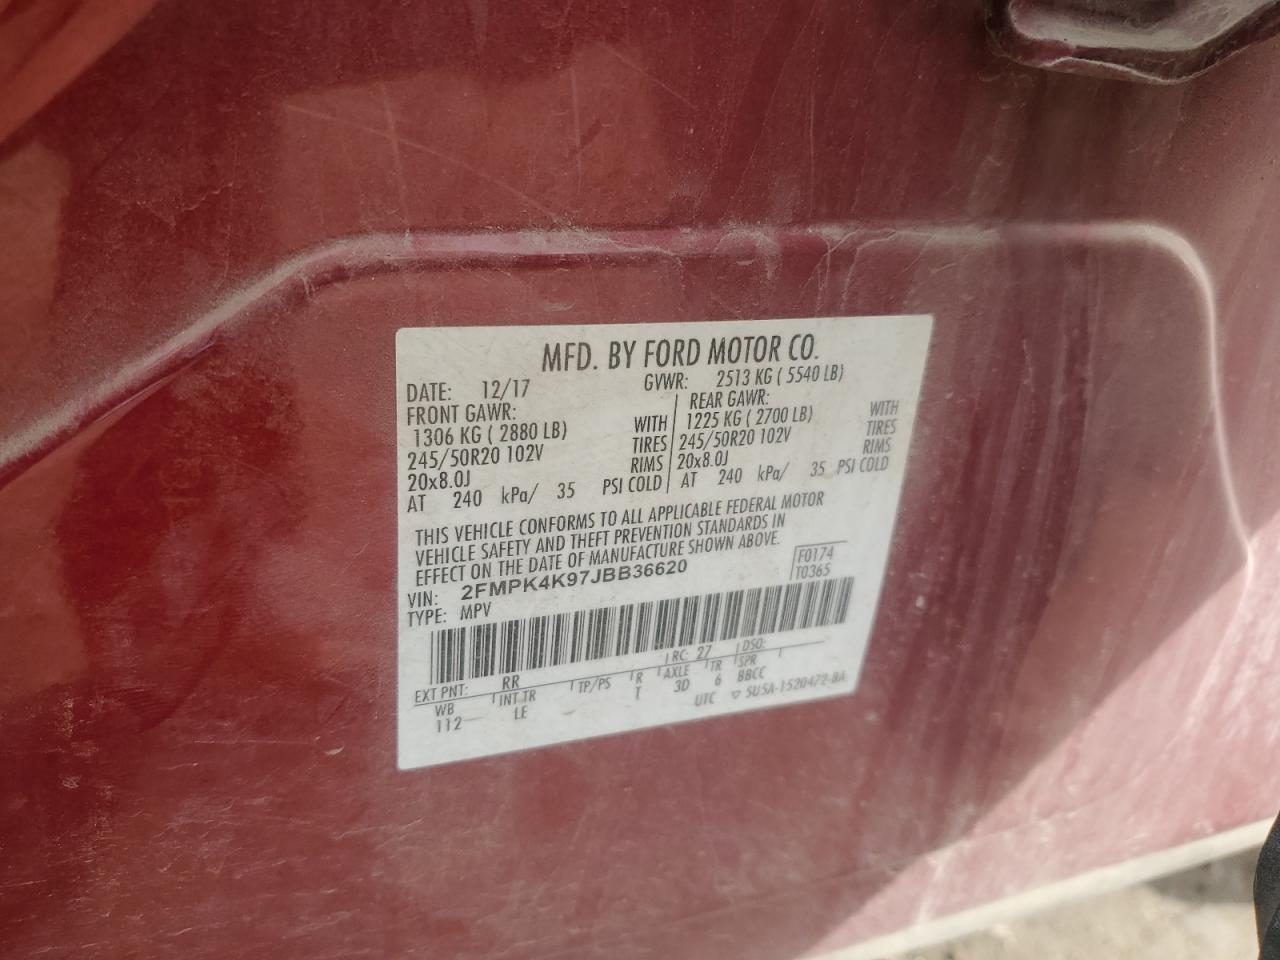 MFD. BY FORD MOTOR CO.
DATE: 12/17 GVWR: 2513 KG ( 5540 LB)
FRONT GAWR: REAR GAWR:
1306 KG ( 2880 LB) WITH 1225 KG ( 2700 LB) WITH
245/50R20 102V TIRES 245/50R20 102V TIRES
20x8.0J RIMS 20x8.0J RIMS
AT 240 kPa/ 35 PSI COLD AT 240 kPa/ 35 PSI COLD
THIS VEHICLE CONFORMS TO ALL APPLICABLE FEDERAL MOTOR
VEHICLE SAFETY AND THEFT PREVENTION STANDARDS IN
EFFECT ON THE DATE OF MANUFACTURE SHOWN ABOVE.
VIN: 2FMPK4K97JBB36620 F0174
TYPE: MPV T0365
EXT PNT: RR RC: 27 DSO:
WB INT TR TP/PS R AXLE TR SPR
112 LE T 3D 6 BBCC
UTC ▽ 5U5A-1520472-BA